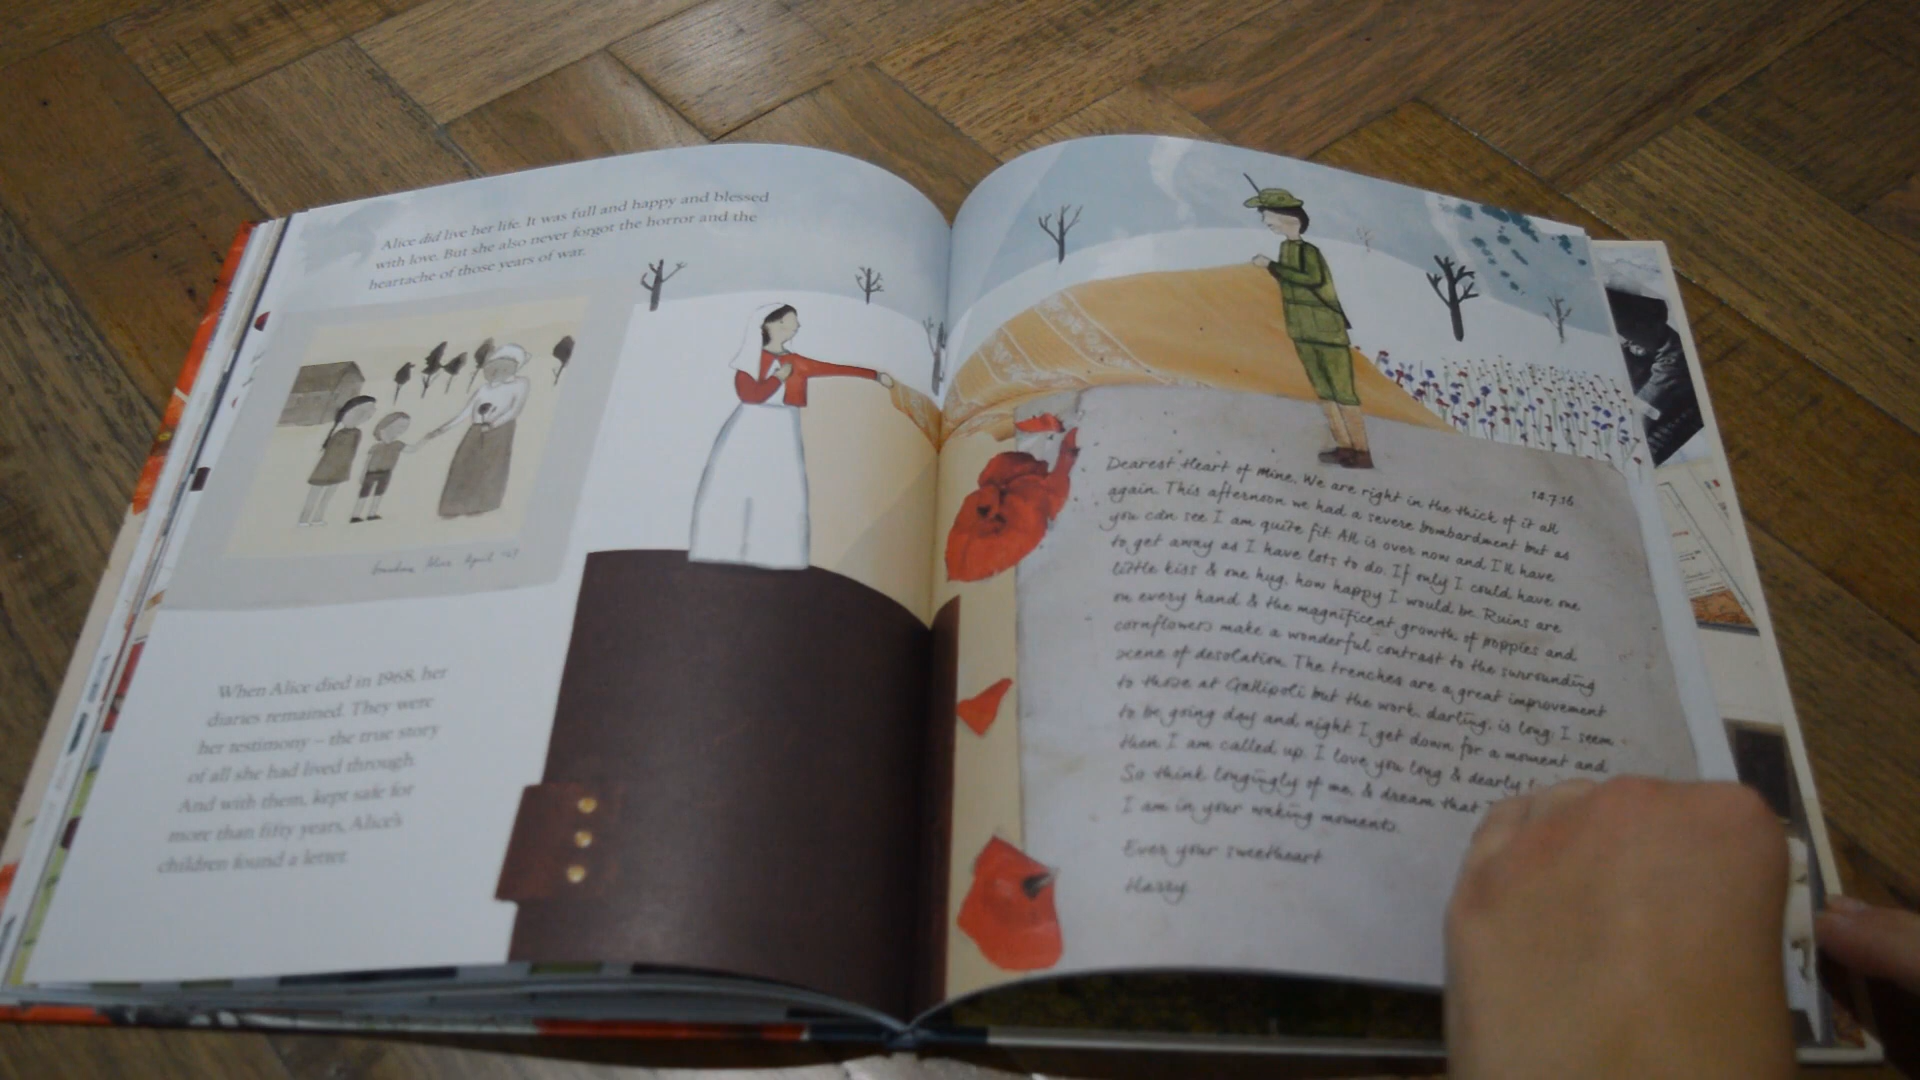 Alice did live her life. It was full and happy and blessed
with love. But she also never forgot the horror and the
heartache of those years of war.
Grandma Alice April '63
When Alice died in 1968, her
diaries remained. They were
her testimony – the true story
of all she had lived through.
And with them, kept safe for
more than fifty years, Alice's
children found a letter.
14.7.16
Dearest Heart of Mine, We are right in the thick of it all
again. This afternoon we had a severe bombardment but as
you can see I am quite fit. All is over now and I'll have
to get away as I have lots to do. If only I could have one
little kiss & one hug, how happy I would be. Ruins are
on every hand & the magnificent growth of poppies and
cornflowers make a wonderful contrast to the surrounding
scene of desolation. The trenches are a great improvement
to those at Gallipoli but the work, darling, is long. I seem
to be going day and night. I get down for a moment and
then I am called up. I love you long & dearly
So think longingly of me, & dream that
I am in your waking moments.
Ever your sweetheart
Harry